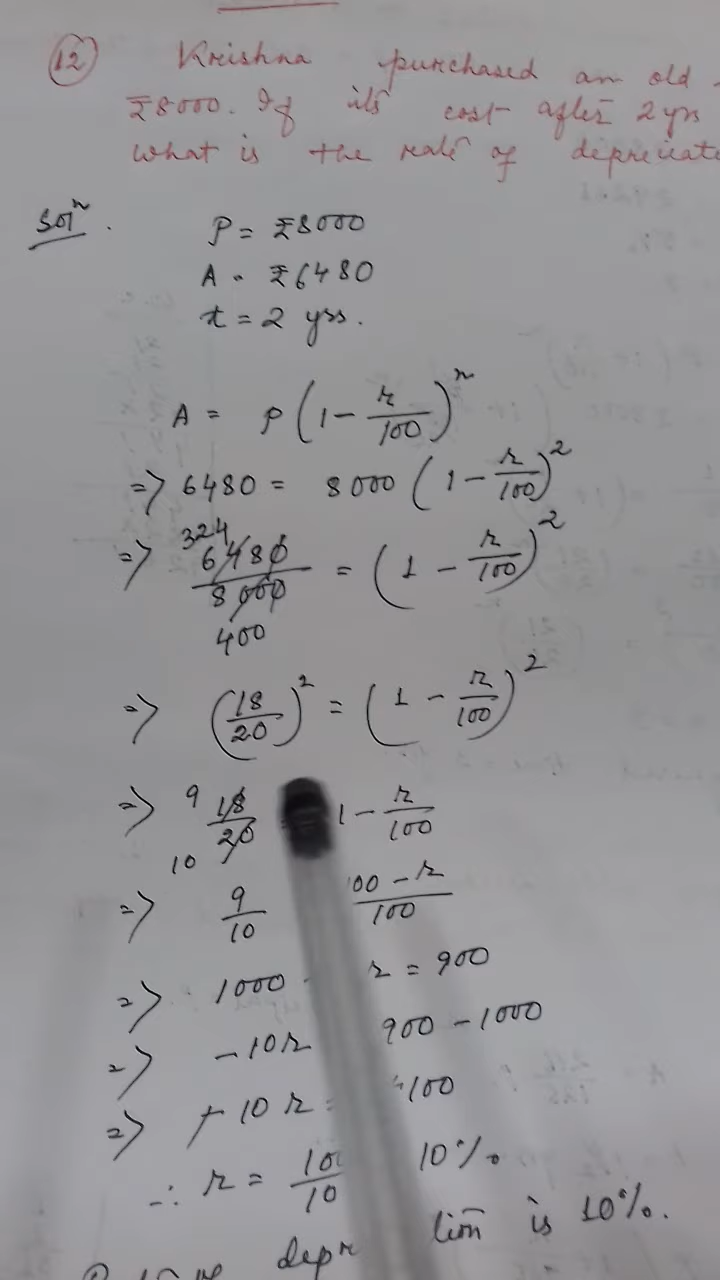 (12) Krishna purchased an old
₹8000. If its cost after 2 yrs
what is the rate of
Solⁿ.
P = ₹8000
A = ₹6480
t = 2 yrs.
A = P(1 - r/100)ⁿ
=> 6480 = 8000 (1 - r/100)²
=> 324 6480/8000 400 = (1 - r/100)²
=> (18/20)² = (1 - r/100)²
=> 9 18/20 10 1 - r/100
=> 9/10 00 - r/100
=> 1000 r = 900
=> -10r 900 - 1000
=> +10r = 100
∴ r = 10/10 10%.
is 10%.